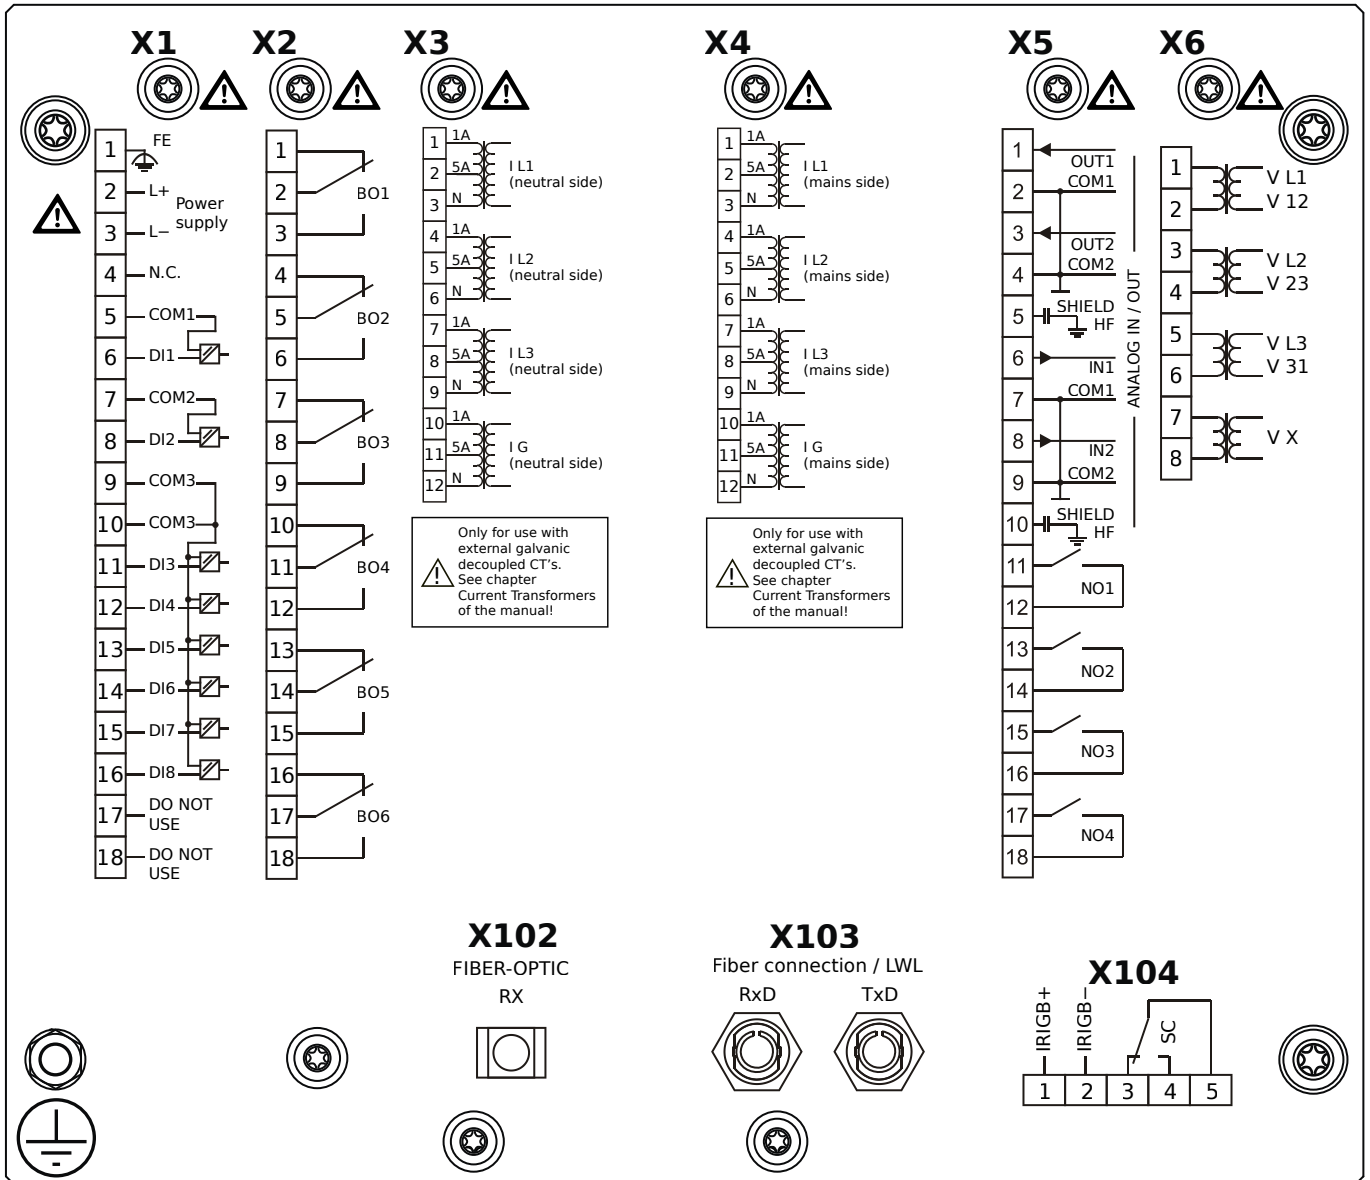 X1
X2
X3
X4
X5
X6
1
FE
2
L+
Power
supply
3
L−
4
N.C.
5
COM1
6
DI1
7
COM2
8
DI2
9
COM3
10
COM3
11
DI3
12
DI4
13
DI5
14
DI6
15
DI7
16
DI8
17
DO NOT
USE
18
DO NOT
USE
1
2
BO1
3
4
5
BO2
6
7
8
BO3
9
10
11
BO4
12
13
14
BO5
15
16
17
BO6
18
1
1A
2
5A
I L1
(neutral side)
3
N
4
1A
5
5A
I L2
(neutral side)
6
N
7
1A
8
5A
I L3
(neutral side)
9
N
10
1A
11
5A
I G
(neutral side)
12
N
Only for use with
external galvanic
decoupled CT's.
See chapter
Current Transformers
of the manual!
1
1A
2
5A
I L1
(mains side)
3
N
4
1A
5
5A
I L2
(mains side)
6
N
7
1A
8
5A
I L3
(mains side)
9
N
10
1A
11
5A
I G
(mains side)
12
N
Only for use with
external galvanic
decoupled CT's.
See chapter
Current Transformers
of the manual!
1
OUT1
2
COM1
3
OUT2
4
COM2
5
SHIELD
HF
6
IN1
7
COM1
8
IN2
9
COM2
10
SHIELD
HF
ANALOG IN / OUT
11
NO1
12
13
NO2
14
15
NO3
16
17
NO4
18
1
V L1
2
V 12
3
V L2
4
V 23
5
V L3
6
V 31
7
V X
8
X102
FIBER-OPTIC
RX
X103
Fiber connection / LWL
RxD
TxD
X104
IRIGB+
IRIGB−
SC
1
2
3
4
5